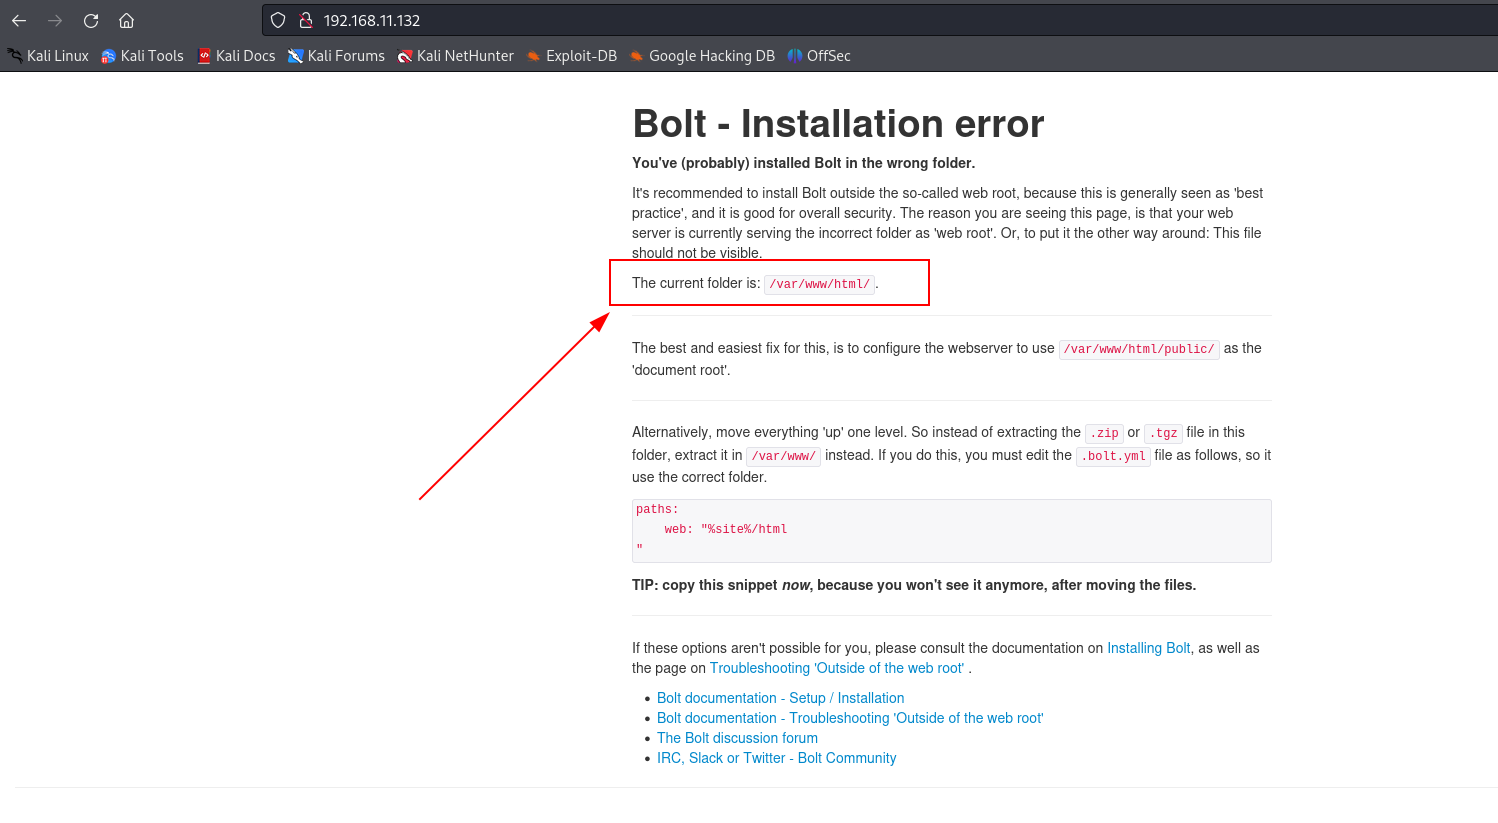 192.168.11.132
Kali Linux Kali Tools Kali Docs Kali Forums Kali NetHunter Exploit-DB Google Hacking DB OffSec
Bolt - Installation error
You've (probably) installed Bolt in the wrong folder.
It's recommended to install Bolt outside the so-called web root, because this is generally seen as 'best
practice', and it is good for overall security. The reason you are seeing this page, is that your web
server is currently serving the incorrect folder as 'web root'. Or, to put it the other way around: This file
should not be visible.
The current folder is: /var/www/html/.
The best and easiest fix for this, is to configure the webserver to use /var/www/html/public/ as the
'document root'.
Alternatively, move everything 'up' one level. So instead of extracting the .zip or .tgz file in this
folder, extract it in /var/www/ instead. If you do this, you must edit the .bolt.yml file as follows, so it
use the correct folder.
paths:
    web: "%site%/html
"
TIP: copy this snippet now, because you won't see it anymore, after moving the files.
If these options aren't possible for you, please consult the documentation on Installing Bolt, as well as
the page on Troubleshooting 'Outside of the web root' .
• Bolt documentation - Setup / Installation
• Bolt documentation - Troubleshooting 'Outside of the web root'
• The Bolt discussion forum
• IRC, Slack or Twitter - Bolt Community